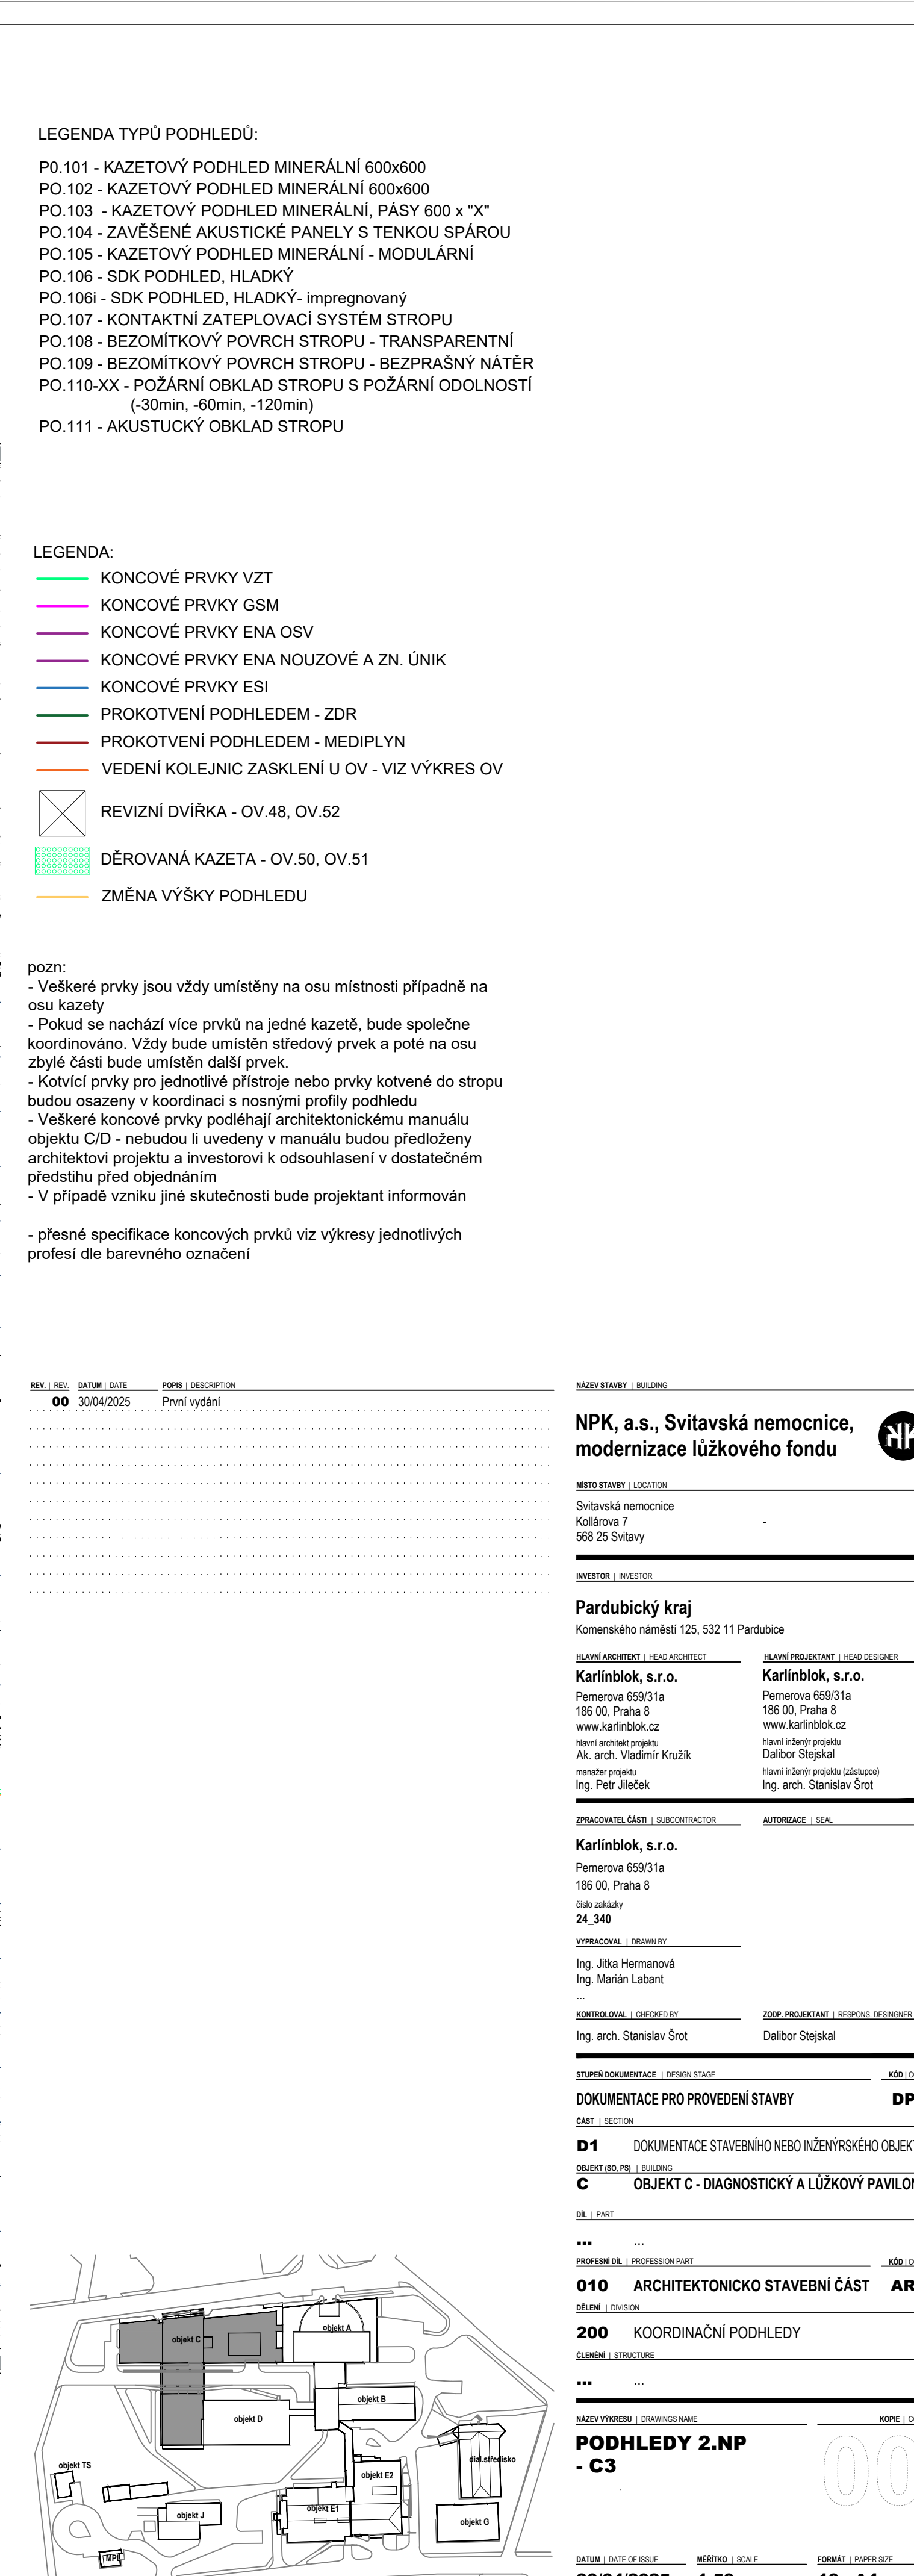 LEGENDA TYPŮ PODHLEDŮ:
P0.101 - KAZETOVÝ PODHLED MINERÁLNÍ 600x600
PO.102 - KAZETOVÝ PODHLED MINERÁLNÍ 600x600
PO.103 - KAZETOVÝ PODHLED MINERÁLNÍ, PÁSY 600 x "X"
PO.104 - ZAVĚŠENÉ AKUSTICKÉ PANELY S TENKOU SPÁROU
PO.105 - KAZETOVÝ PODHLED MINERÁLNÍ - MODULÁRNÍ
PO.106 - SDK PODHLED, HLADKÝ
PO.106i - SDK PODHLED, HLADKÝ- impregnovaný
PO.107 - KONTAKTNÍ ZATEPLOVACÍ SYSTÉM STROPU
PO.108 - BEZOMÍTKOVÝ POVRCH STROPU - TRANSPARENTNÍ
PO.109 - BEZOMÍTKOVÝ POVRCH STROPU - BEZPRAŠNÝ NÁTĚR
PO.110-XX - POŽÁRNÍ OBKLAD STROPU S POŽÁRNÍ ODOLNOSTÍ
(-30min, -60min, -120min)
PO.111 - AKUSTUCKÝ OBKLAD STROPU
LEGENDA:
KONCOVÉ PRVKY VZT
KONCOVÉ PRVKY GSM
KONCOVÉ PRVKY ENA OSV
KONCOVÉ PRVKY ENA NOUZOVÉ A ZN. ÚNIK
KONCOVÉ PRVKY ESI
PROKOTVENÍ PODHLEDEM - ZDR
PROKOTVENÍ PODHLEDEM - MEDIPLYN
VEDENÍ KOLEJNIC ZASKLENÍ U OV - VIZ VÝKRES OV
REVIZNÍ DVÍŘKA - OV.48, OV.52
DĚROVANÁ KAZETA - OV.50, OV.51
ZMĚNA VÝŠKY PODHLEDU
pozn:
- Veškeré prvky jsou vždy umístěny na osu místnosti případně na
osu kazety
- Pokud se nachází více prvků na jedné kazetě, bude společne
koordinováno. Vždy bude umístěn středový prvek a poté na osu
zbylé části bude umístěn další prvek.
- Kotvící prvky pro jednotlivé přístroje nebo prvky kotvené do stropu
budou osazeny v koordinaci s nosnými profily podhledu
- Veškeré koncové prvky podléhají architektonickému manuálu
objektu C/D - nebudou li uvedeny v manuálu budou předloženy
architektovi projektu a investorovi k odsouhlasení v dostatečném
předstihu před objednáním
- V případě vzniku jiné skutečnosti bude projektant informován
- přesné specifikace koncových prvků viz výkresy jednotlivých
profesí dle barevného označení
REV. | REV. DATUM | DATE POPIS | DESCRIPTION
00 30/04/2025 První vydání
NÁZEV STAVBY | BUILDING
NPK, a.s., Svitavská nemocnice,
modernizace lůžkového fondu
MÍSTO STAVBY | LOCATION
Svitavská nemocnice
Kollárova 7 -
568 25 Svitavy
INVESTOR | INVESTOR
Pardubický kraj
Komenského náměstí 125, 532 11 Pardubice
HLAVNÍ ARCHITEKT | HEAD ARCHITECT HLAVNÍ PROJEKTANT | HEAD DESIGNER
Karlínblok, s.r.o. Karlínblok, s.r.o.
Pernerova 659/31a Pernerova 659/31a
186 00, Praha 8 186 00, Praha 8
www.karlinblok.cz www.karlinblok.cz
hlavní architekt projektu hlavní inženýr projektu
Ak. arch. Vladimír Kružík Dalibor Stejskal
manažer projektu hlavní inženýr projektu (zástupce)
Ing. Petr Jileček Ing. arch. Stanislav Šrot
ZPRACOVATEL ČÁSTI | SUBCONTRACTOR AUTORIZACE | SEAL
Karlínblok, s.r.o.
Pernerova 659/31a
186 00, Praha 8
číslo zakázky
24_340
VYPRACOVAL | DRAWN BY
Ing. Jitka Hermanová
Ing. Marián Labant
...
KONTROLOVAL | CHECKED BY ZODP. PROJEKTANT | RESPONS. DESINGNER
Ing. arch. Stanislav Šrot Dalibor Stejskal
STUPEŇ DOKUMENTACE | DESIGN STAGE KÓD | C
DOKUMENTACE PRO PROVEDENÍ STAVBY DP
ČÁST | SECTION
D1 DOKUMENTACE STAVEBNÍHO NEBO INŽENÝRSKÉHO OBJEKT
OBJEKT (SO, PS) | BUILDING
C OBJEKT C - DIAGNOSTICKÝ A LŮŽKOVÝ PAVILON
DÍL | PART
... ...
PROFESNÍ DÍL | PROFESSION PART KÓD | C
010 ARCHITEKTONICKO STAVEBNÍ ČÁST AR
DĚLENÍ | DIVISION
200 KOORDINAČNÍ PODHLEDY
ČLENĚNÍ | STRUCTURE
... ...
NÁZEV VÝKRESU | DRAWINGS NAME KOPIE | C
PODHLEDY 2.NP
- C3
00
DATUM | DATE OF ISSUE MĚŘÍTKO | SCALE FORMÁT | PAPER SIZE
objekt A
objekt C
objekt B
objekt D
dial.středisko
objekt TS
objekt E2
objekt E1
objekt J
objekt G
MPL